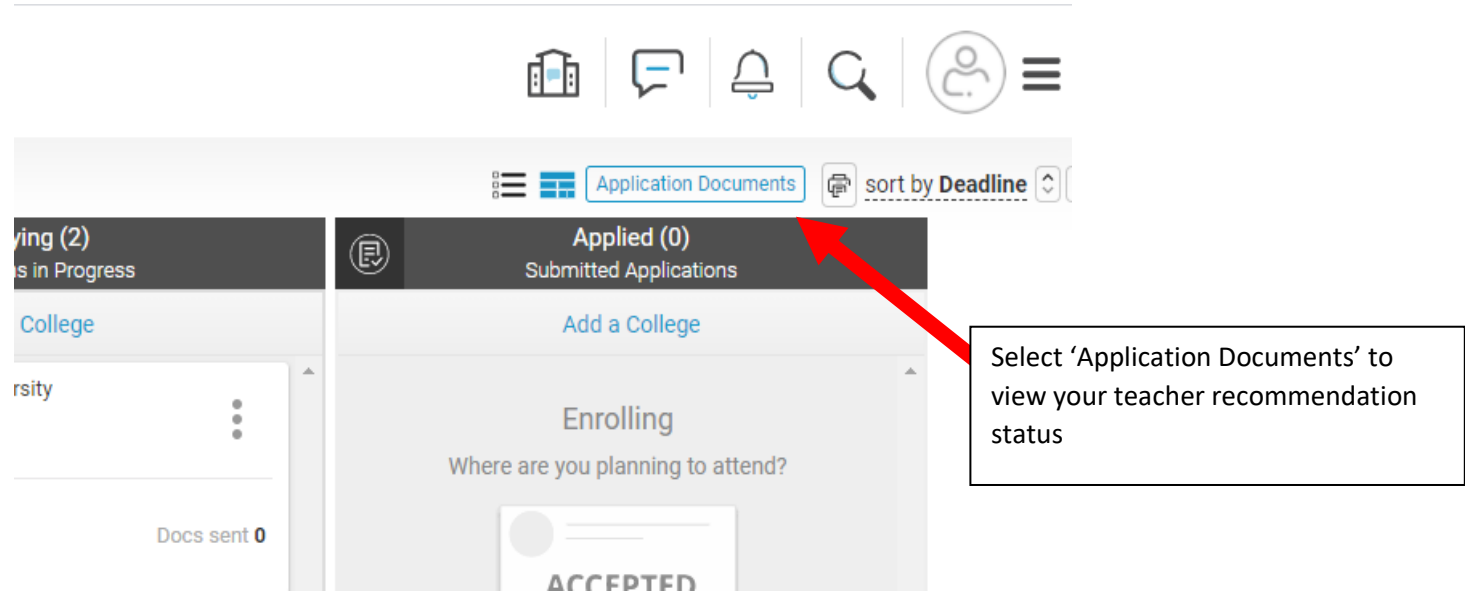 Application Documents
sort by Deadline
ying (2)
s in Progress
Applied (0)
Submitted Applications
College
Add a College
rsity
Docs sent 0
Enrolling
Where are you planning to attend?
ACCEPTED
Select ‘Application Documents’ to
view your teacher recommendation
status